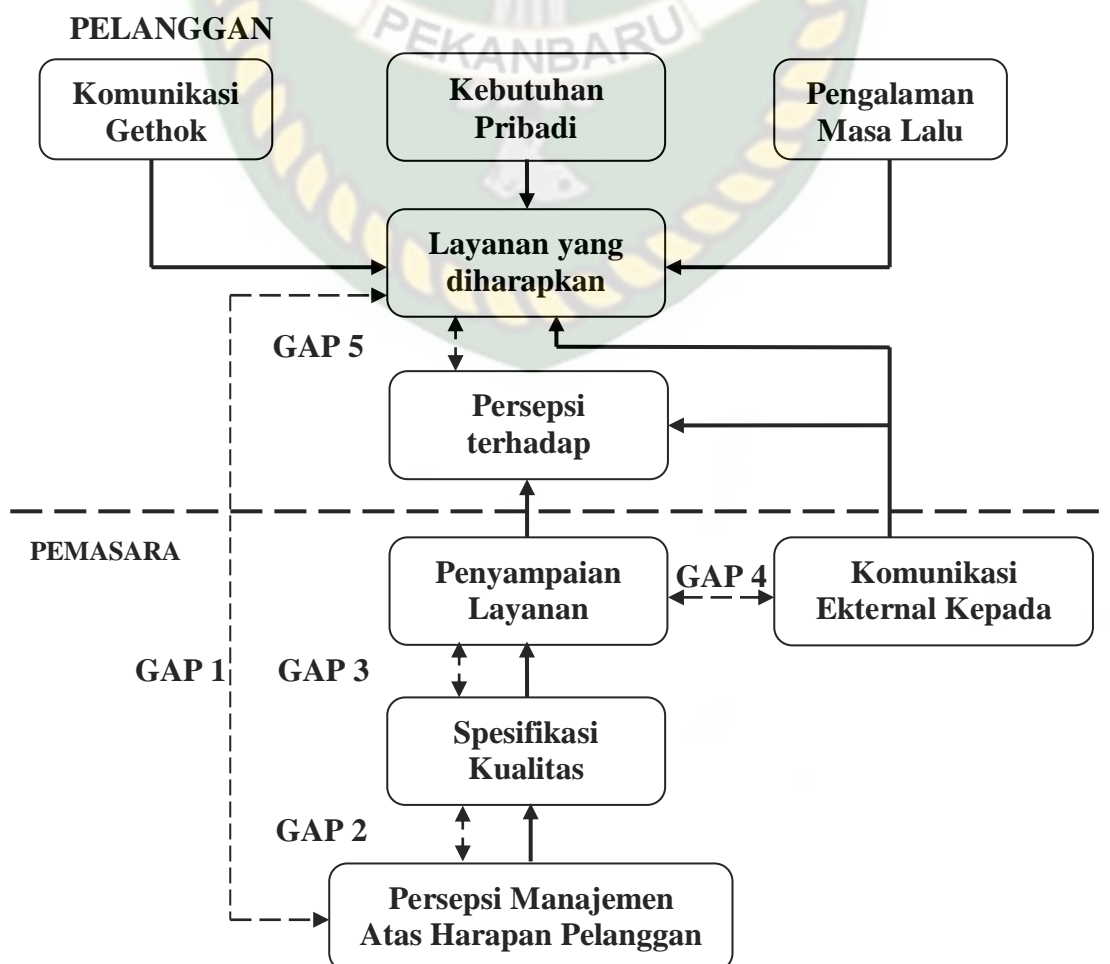 PELANGGAN
PEKANBARU
Komunikasi
Gethok
Kebutuhan
Pribadi
Pengalaman
Masa Lalu
Layanan yang
diharapkan
GAP 5
Persepsi
terhadap
PEMASARA
Penyampaian
Layanan
GAP 4
Komunikasi
Ekternal Kepada
GAP 1
GAP 3
Spesifikasi
Kualitas
GAP 2
Persepsi Manajemen
Atas Harapan Pelanggan